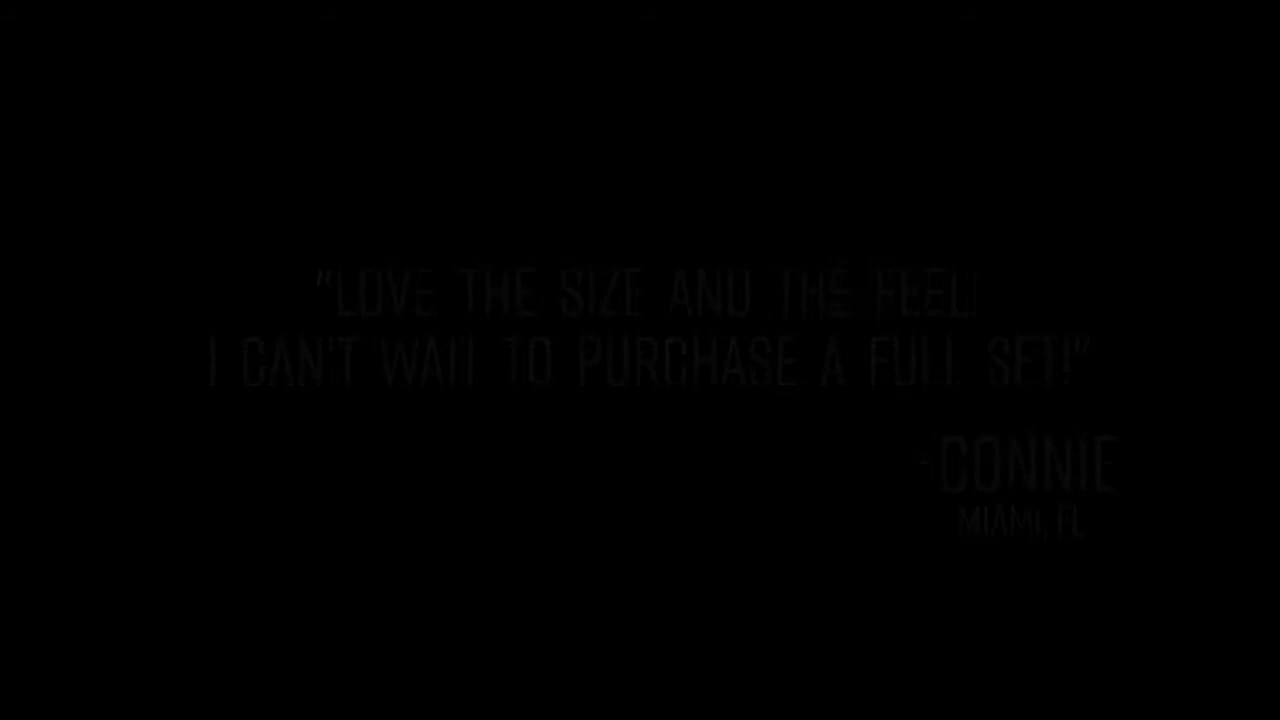 "LOVE THE SIZE AND THE FEEL!
I CAN'T WAIT TO PURCHASE A FULL SET!"
-CONNIE
MIAMI, FL